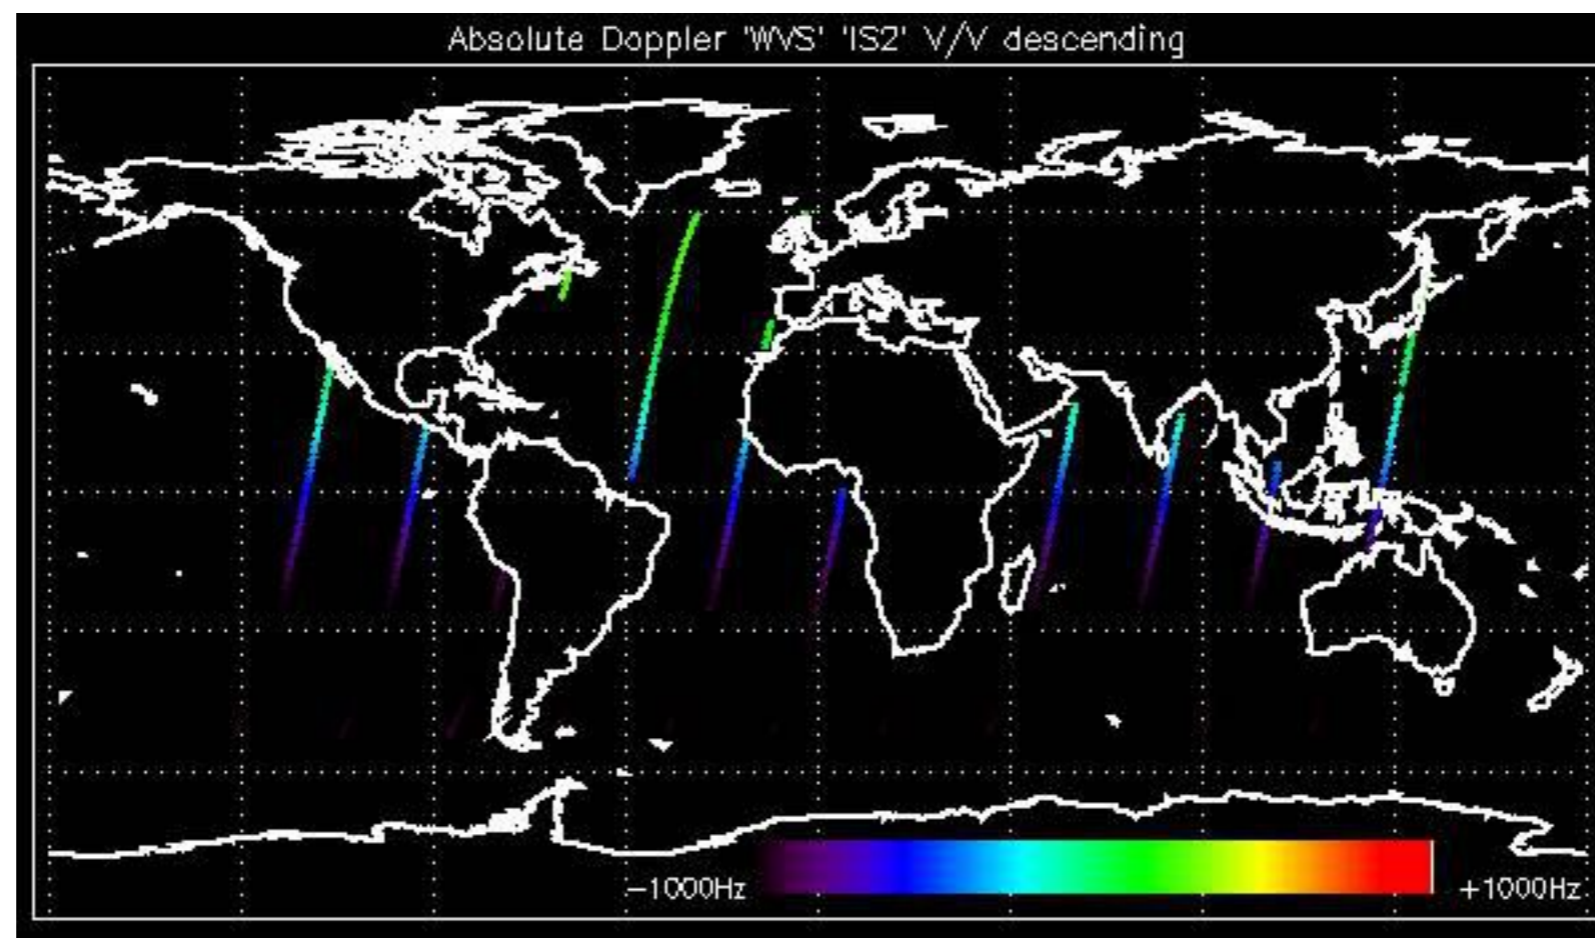 Absolute Doppler 'WVS' 'IS2' V/V descending
−1000Hz
+1000Hz